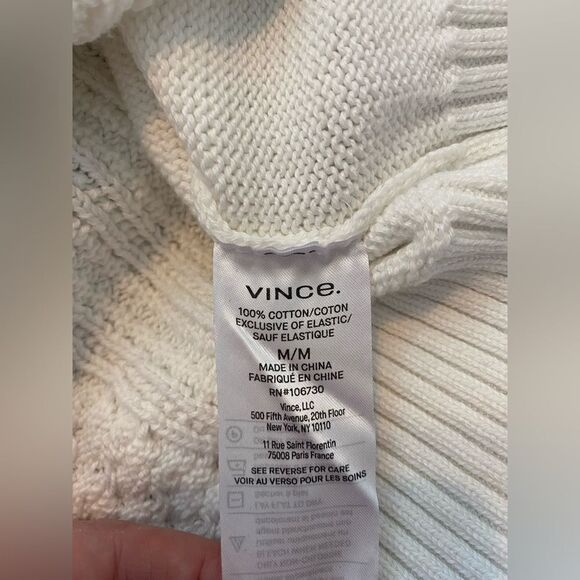 VINCe.
100% COTTON/COTON
EXCLUSIVE OF ELASTIC/
SAUF ELASTIQUE
M/M
MADE IN CHINA
FABRIQUÉ EN CHINE
RN#106730
Vince, LLC
500 Fifth Avenue, 20th Floor
New York, NY 10110
11 Rue Saint Florentin
75008 Paris France
SEE REVERSE FOR CARE
VOIR AU VERSO POUR LES SOINS